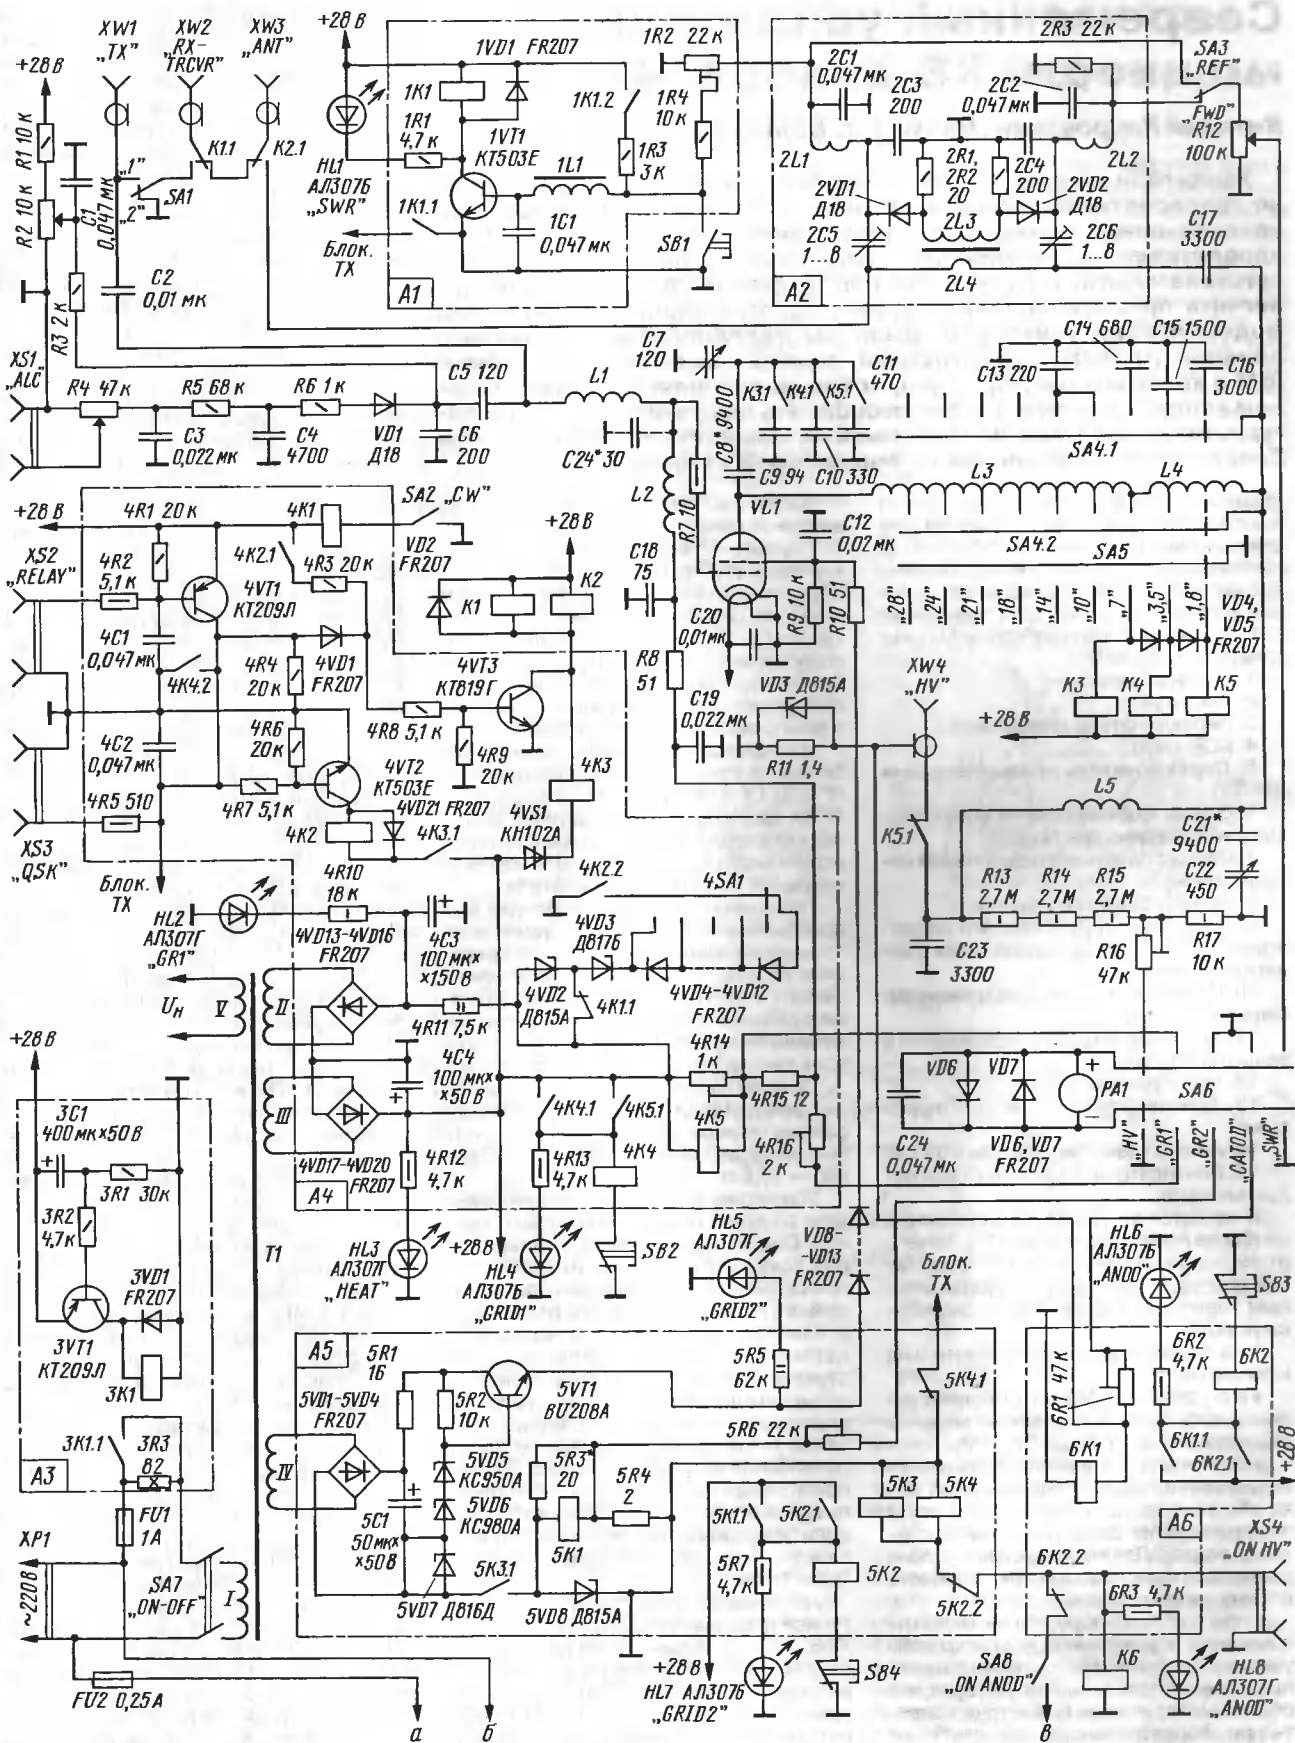 XW1
„TX"
XW2
„RX-
TRCVR"
XW3
„ANT"
+28 В
R1 10 к
R2 10 к
C1
0,047 мк
R3 2 к
„1"
„2"
SA1
K1.1
K2.1
C2
0,01 мк
+28 В
HL1
АЛ307Б
„SWR"
1VD1 FR207
1K1
1R1
4,7 к
1VT1
КТ503Е
1K1.2
1R3
3 к
1L1
1K1.1
Блок.
TX
1C1
0,047 мк
A1
SB1
1R2 22 к
1R4
10 к
2C1
0,047 мк
2C3
200
2R3 22 к
2C2
0,047 мк
SA3
„REF"
„FWD"
R12
100 к
2L1
2R1,
2R2
20
2C4
200
2L2
2VD1
Д18
2VD2
Д18
2L3
2C5
1...8
2C6
1...8
2L4
A2
C17
3300
XS1
„ALC"
R4 47 к
R5 68 к
R6 1 к
C3
0,022 мк
C4
4700
VD1
Д18
C5 120
C6
200
L1
C24* 30
L2
R7 10
C7
120
C8* 9400
K3.1
K4.1
K5.1
C9 94
C10 330
C11
470
C13 220
C14 680
C15 1500
C16
3000
SA4.1
L3
L4
SA4.2
SA5
VL1
C12
0,02 мк
R9 10 к
R10 51
„28"
„24"
„21"
„18"
„14"
„10"
„7"
„3,5"
„1,8"
VD4,
VD5
FR207
K3
K4
K5
+28 В
C18
75
C20
0,01 мк
R8
51
C19
0,022 мк
VD3 Д815А
R11 1,4
XW4
„HV"
K5.1
L5
C21*
9400
C22
450
R13
2,7 М
R14
2,7 М
R15
2,7 М
R16
47 к
R17
10 к
C23
3300
+28 В
4R1 20 к
4K1
SA2 „CW"
VD2
FR207
+28 В
XS2
„RELAY"
4R2
5,1 к
4VT1
КТ209Л
4K2.1
4R3 20 к
K1
K2
4C1
0,047 мк
4K4.2
4R4
20 к
4VD1
FR207
4VT3
КТ819Г
4R8 5,1 к
4R9
20 к
4C2
0,047 мк
4R6
20 к
4VT2
КТ503Е
4R5 510
4R7 5,1 к
4K2
4VD21 FR207
4K3.1
4VS1
КН102А
4K3
XS3
„QSK"
Блок.
TX
HL2
АЛ307Г
„GR1"
4R10
18 к
4VD13-4VD16
FR207
4C3
100 мк×
×150 В
4K2.2
4SA1
4VD3
Д817Б
4VD2
Д815А
4K1.1
4VD4-4VD12
FR207
Uн
V
II
III
4R11 7,5 к
4C4
100 мк×
×50 В
4R14
1 к
4R15 12
4K4.1
4K5.1
4K5
4R16
2 к
4VD17-4VD20
FR207
4R12
4,7 к
4R13
4,7 к
4K4
A4
HL3
АЛ307Г
„HEAT"
+28 В
HL4
АЛ307Б
„GRID1"
SB2
T1
VD6
VD7
PA1
+
−
C24
0,047 мк
VD6, VD7
FR207
SA6
„HV"
„GR1"
„GR2"
„CATOD"
„SWR"
+28 В
3C1
400 мк×50 В
3R1 30к
3R2
4,7 к
3VD1
FR207
3VT1
КТ209Л
3K1
3K1.1
3R3
82
A3
FU1
1А
XP1
~220В
SA7
„ON-OFF"
I
FU2 0,25 А
а
б
HL5
АЛ307Г
„GRID2"
VD8-
-VD13
FR207
Блок.
TX
HL6
АЛ307Б
„ANOD"
SB3
A5
5R1
16
5VD1-5VD4
FR207
IV
5R2
10 к
5VT1
BU208A
5R5
62 к
5K4.1
5R6 22 к
5VD5
КС950А
5VD6
КС980А
5R3*
20
5R4
2
5C1
50 мк×
×50 В
5K1
5K3.1
5VD7 Д816Д
5VD8 Д815А
5K1.1
5K2.1
5K3
5K4
5R7
4,7 к
5K2
5K2.2
+28 В
HL7 АЛ307Б
„GRID2"
SB4
6R1 47 к
6R2
4,7 к
6K2
6K1
6K1.1
6K2.1
+28 В
A6
XS4
„ON HV"
6K2.2
6R3 4,7 к
SA8
„ON ANOD"
K6
HL8
АЛ307Г
„ANOD"
в